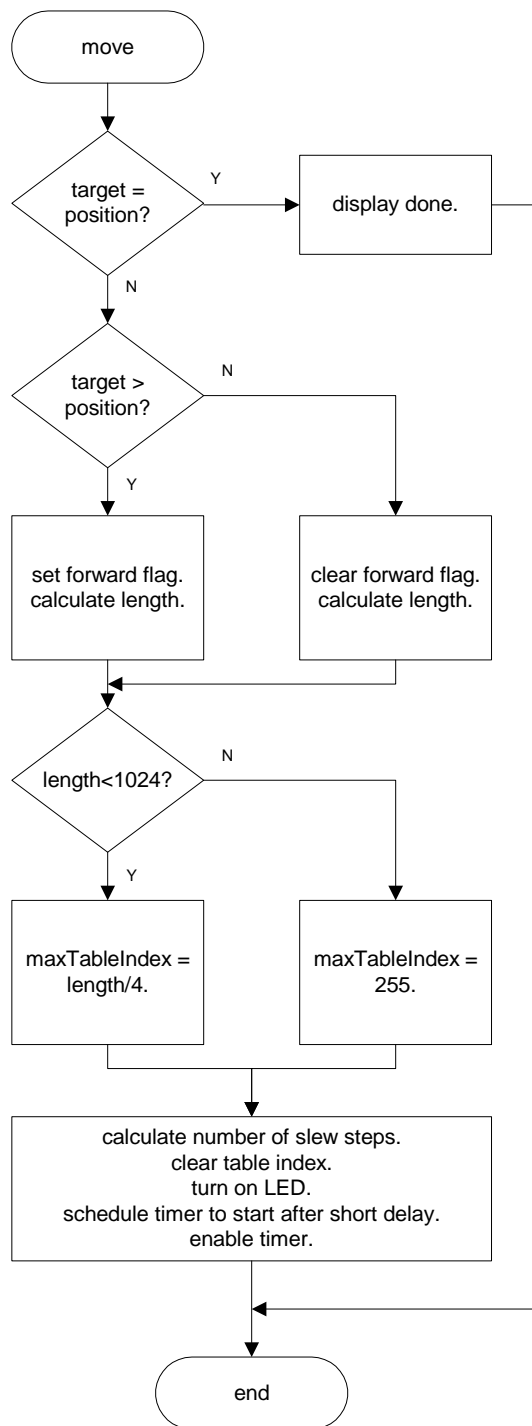 move
target =
position?
Y
display done.
N
target >
position?
N
Y
set forward flag.
calculate length.
clear forward flag.
calculate length.
length<1024?
N
Y
maxTableIndex =
length/4.
maxTableIndex =
255.
calculate number of slew steps.
clear table index.
turn on LED.
schedule timer to start after short delay.
enable timer.
end